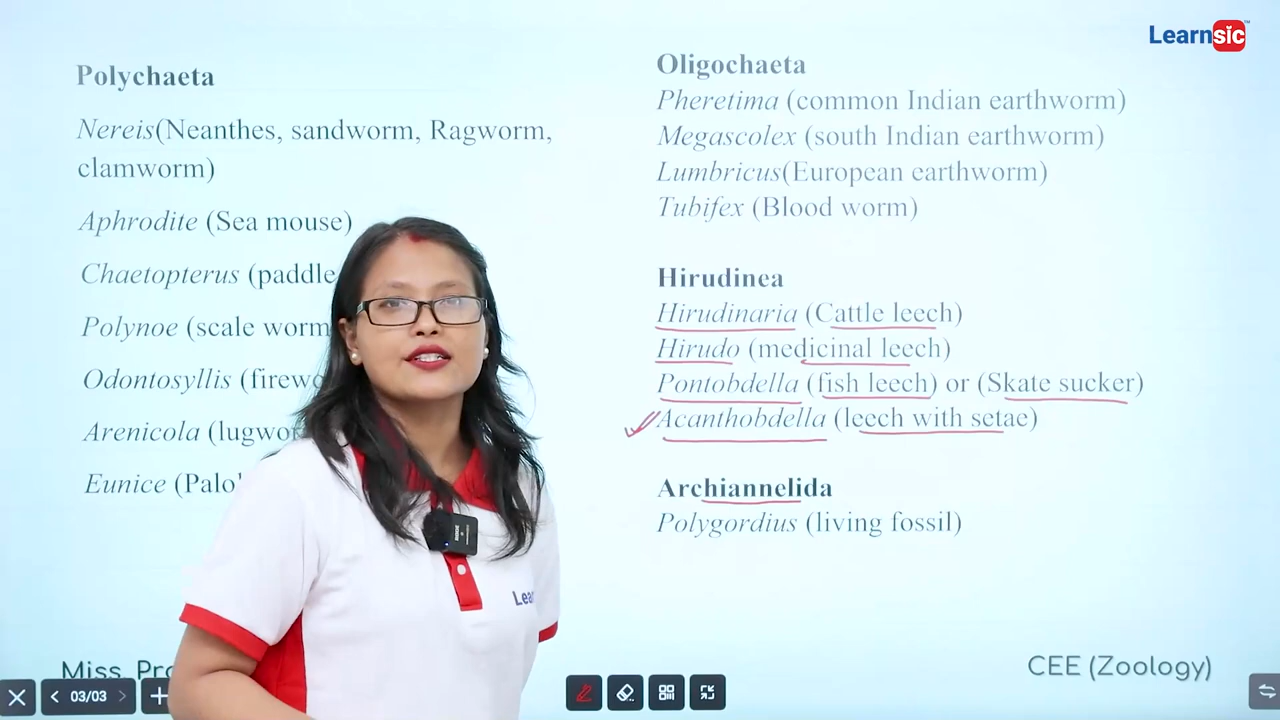 Learnsic
Polychaeta
Nereis(Neanthes, sandworm, Ragworm,
clamworm)
Aphrodite (Sea mouse)
Chaetopterus (paddle
Polynoe (scale worm
Odontosyllis (firewo
Arenicola (lugwo
Eunice (Palo
Oligochaeta
Pheretima (common Indian earthworm)
Megascolex (south Indian earthworm)
Lumbricus(European earthworm)
Tubifex (Blood worm)
Hirudinea
Hirudinaria (Cattle leech)
Hirudo (medicinal leech)
Pontobdella (fish leech) or (Skate sucker)
Acanthobdella (leech with setae)
Archiannelida
Polygordius (living fossil)
Lea
Miss. Pr
CEE (Zoology)
03/03